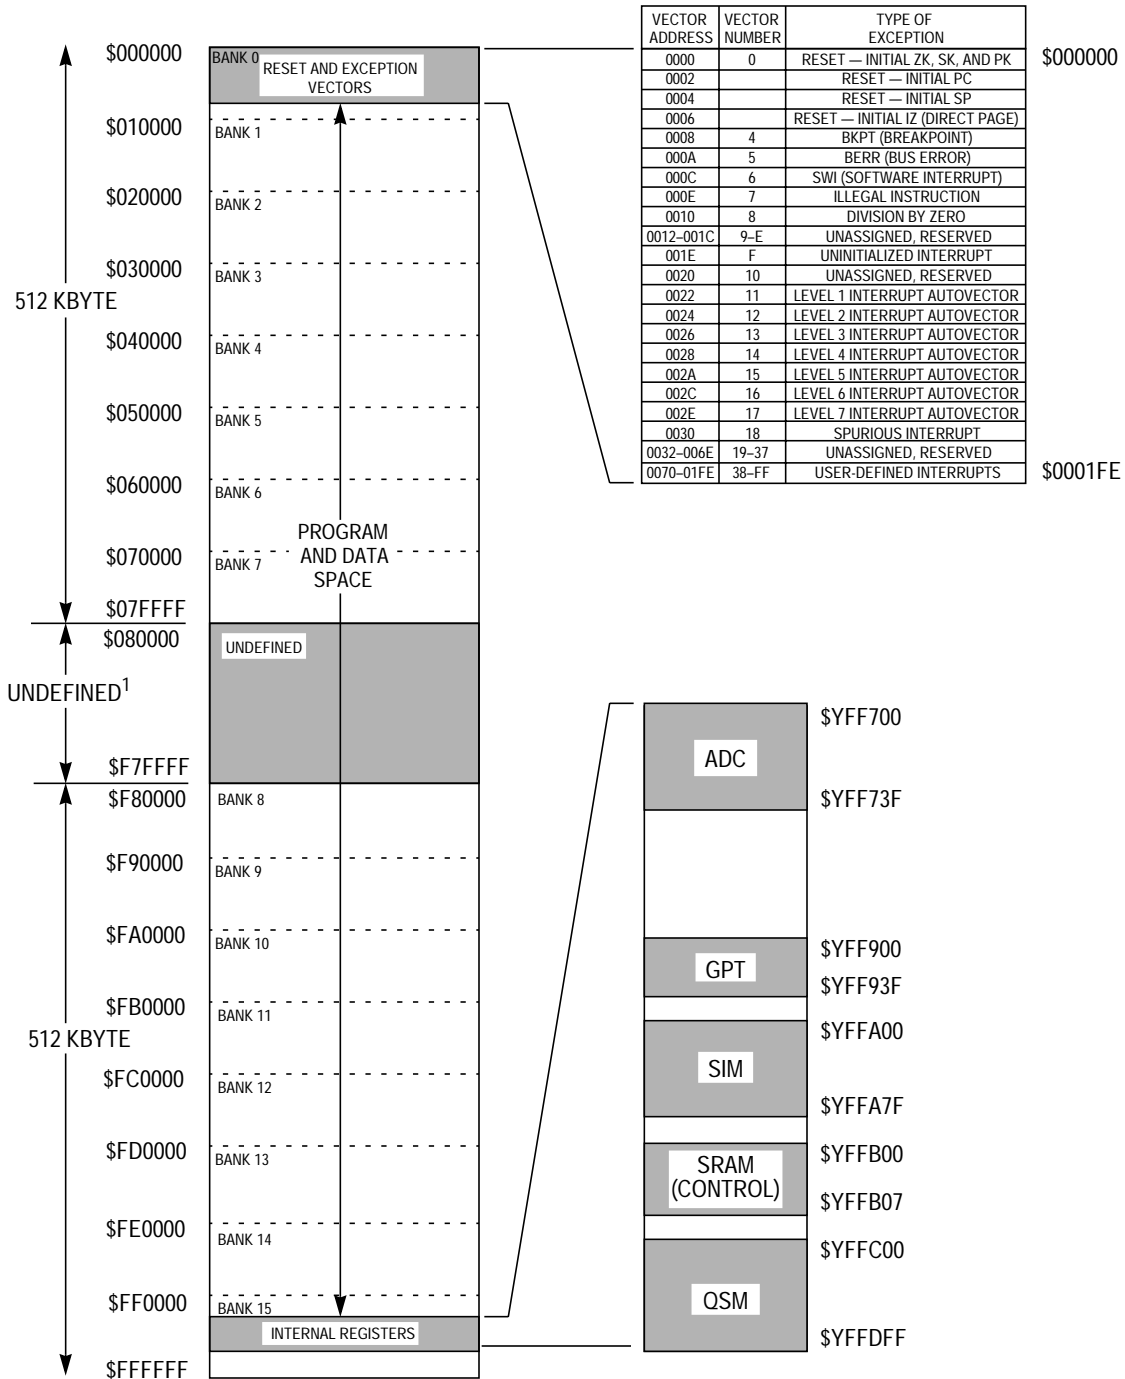 VECTOR ADDRESS VECTOR NUMBER TYPE OF EXCEPTION
0000 0 RESET — INITIAL ZK, SK, AND PK
0002 RESET — INITIAL PC
0004 RESET — INITIAL SP
0006 RESET — INITIAL IZ (DIRECT PAGE)
0008 4 BKPT (BREAKPOINT)
000A 5 BERR (BUS ERROR)
000C 6 SWI (SOFTWARE INTERRUPT)
000E 7 ILLEGAL INSTRUCTION
0010 8 DIVISION BY ZERO
0012–001C 9–E UNASSIGNED, RESERVED
001E F UNINITIALIZED INTERRUPT
0020 10 UNASSIGNED, RESERVED
0022 11 LEVEL 1 INTERRUPT AUTOVECTOR
0024 12 LEVEL 2 INTERRUPT AUTOVECTOR
0026 13 LEVEL 3 INTERRUPT AUTOVECTOR
0028 14 LEVEL 4 INTERRUPT AUTOVECTOR
002A 15 LEVEL 5 INTERRUPT AUTOVECTOR
002C 16 LEVEL 6 INTERRUPT AUTOVECTOR
002E 17 LEVEL 7 INTERRUPT AUTOVECTOR
0030 18 SPURIOUS INTERRUPT
0032–006E 19–37 UNASSIGNED, RESERVED
0070–01FE 38–FF USER-DEFINED INTERRUPTS
$000000
$0001FE
$000000
BANK 0
RESET AND EXCEPTION
VECTORS
$010000
BANK 1
$020000
BANK 2
$030000
BANK 3
512 KBYTE
$040000
BANK 4
$050000
BANK 5
$060000
BANK 6
PROGRAM
AND DATA
SPACE
$070000
BANK 7
$07FFFF
$080000
UNDEFINED
UNDEFINED1
$F7FFFF
$F80000
BANK 8
$F90000
BANK 9
$FA0000
BANK 10
$FB0000
BANK 11
512 KBYTE
$FC0000
BANK 12
$FD0000
BANK 13
$FE0000
BANK 14
$FF0000
BANK 15
INTERNAL REGISTERS
$FFFFFF
$YFF700
ADC
$YFF73F
$YFF900
GPT
$YFF93F
$YFFA00
SIM
$YFFA7F
$YFFB00
SRAM
(CONTROL)
$YFFB07
$YFFC00
QSM
$YFFDFF